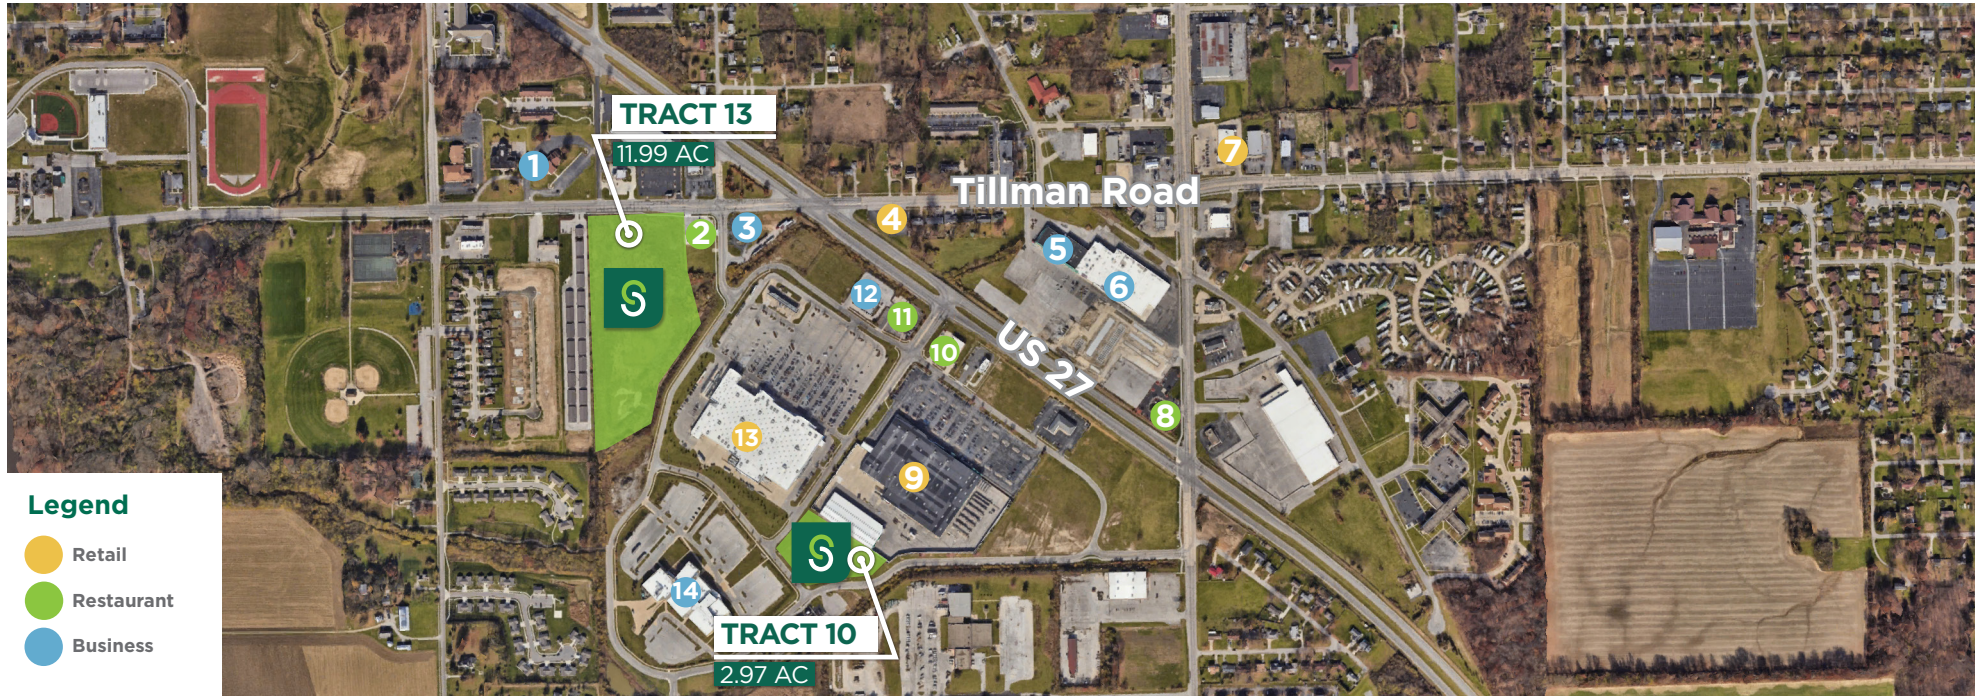 TRACT 13
11.99 AC
1
7
Tillman Road
2
3
4
5
6
12
11
10
US 27
8
13
9
14
TRACT 10
2.97 AC
Legend
Retail
Restaurant
Business